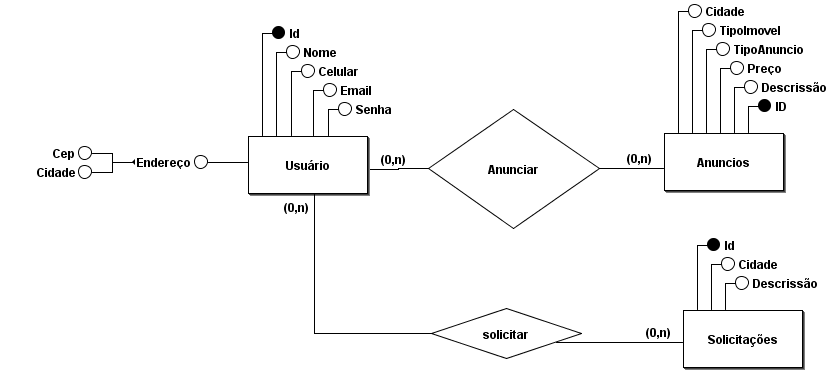 Id
Nome
Celular
Email
Senha
Cep
Cidade
Endereço
Usuário
(0,n)
Anunciar
(0,n)
Cidade
TipoImovel
TipoAnuncio
Preço
Descrissão
ID
Anuncios
(0,n)
solicitar
(0,n)
Id
Cidade
Descrissão
Solicitações